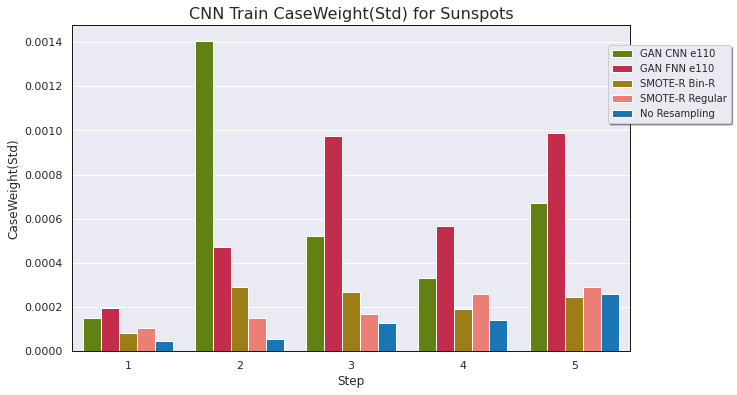 CNN Train CaseWeight(Std) for Sunspots
0.0014
0.0012
0.0010
0.0008
0.0006
0.0004
0.0002
0.0000
CaseWeight(Std)
GAN CNN e110
GAN FNN e110
SMOTE-R Bin-R
SMOTE-R Regular
No Resampling
1 2 3 4 5
Step